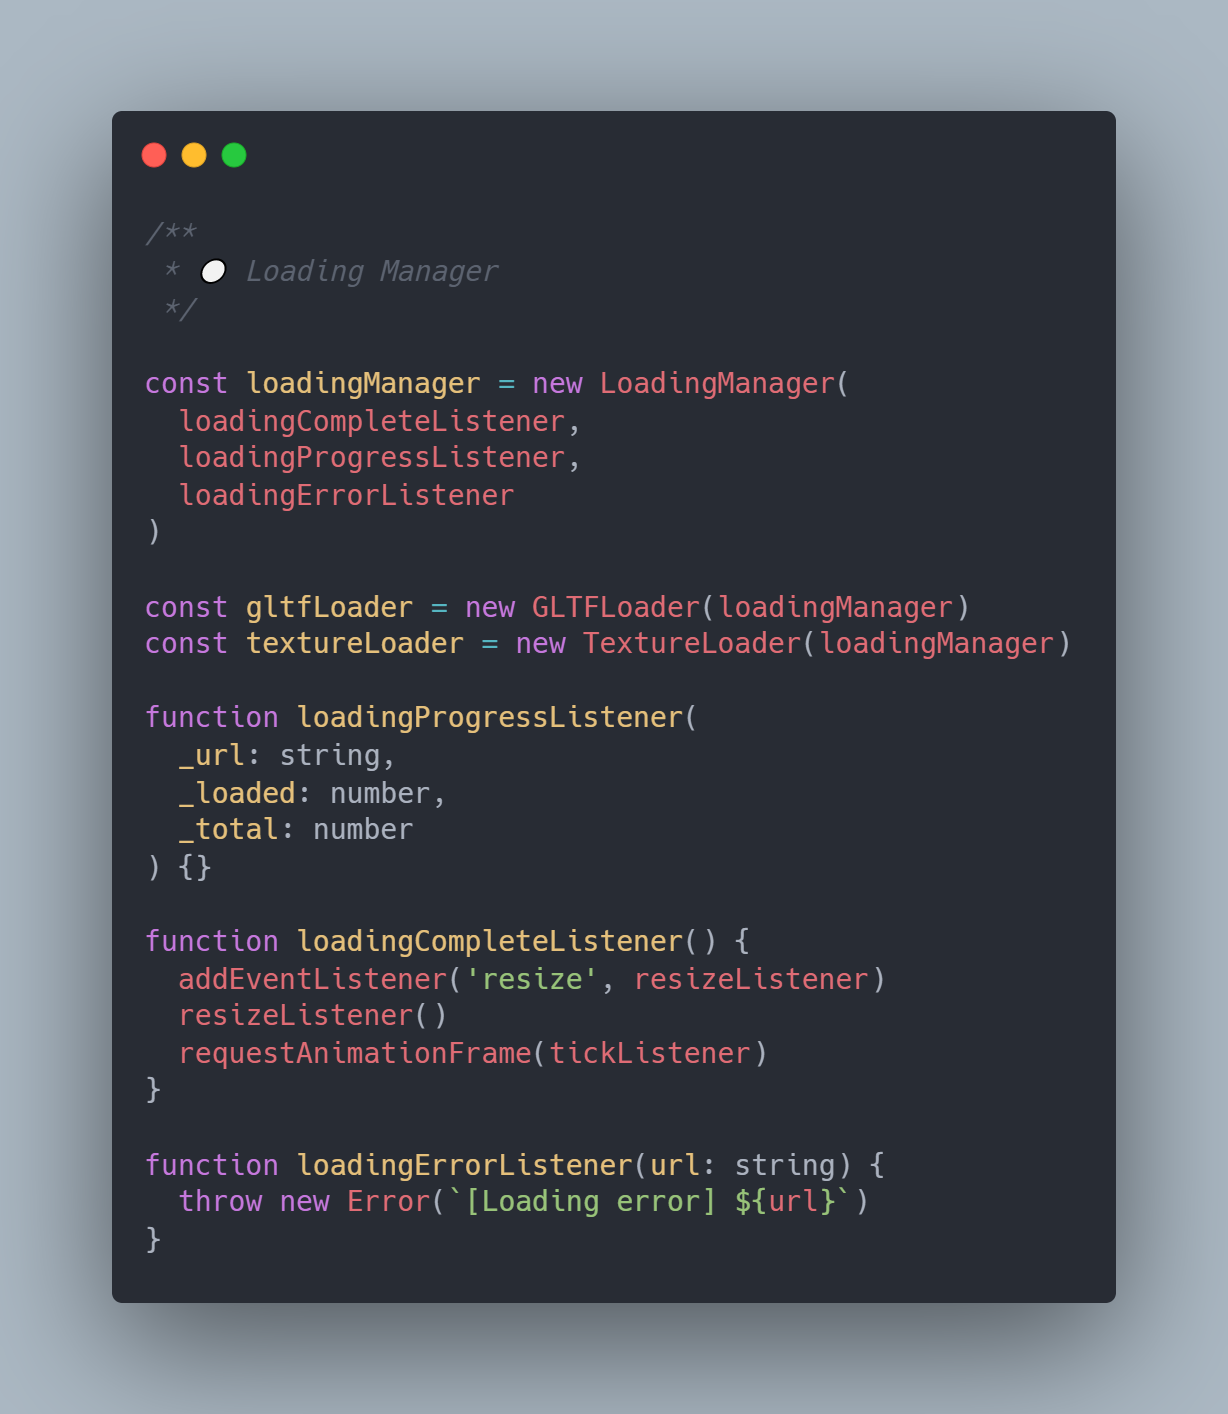 /**
 * ⚪ Loading Manager
 */

const loadingManager = new LoadingManager(
  loadingCompleteListener,
  loadingProgressListener,
  loadingErrorListener
)

const gltfLoader = new GLTFLoader(loadingManager)
const textureLoader = new TextureLoader(loadingManager)

function loadingProgressListener(
  _url: string,
  _loaded: number,
  _total: number
) {}

function loadingCompleteListener() {
  addEventListener('resize', resizeListener)
  resizeListener()
  requestAnimationFrame(tickListener)
}

function loadingErrorListener(url: string) {
  throw new Error(`[Loading error] ${url}`)
}